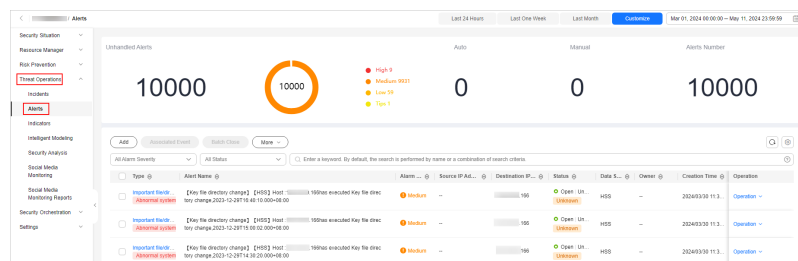 / Alerts
Last 24 Hours
Last One Week
Last Month
Customize
Mar 01, 2024 00:00:00 – May 11, 2024 23:59:59
Security Situation
Resource Manager
Risk Prevention
Threat Operations
Incidents
Alerts
Indicators
Intelligent Modeling
Security Analysis
Social Media
Monitoring
Social Media
Monitoring Reports
Security Orchestration
Settings
Unhandled Alerts
Auto
Manual
Alerts Number
10000
10000
High 9
Medium 9931
Low 59
Tips 1
0
0
10000
Add
Associated Event
Batch Close
More
All Alarm Severity
All Status
Enter a keyword. By default, the search is performed by name or a combination of search criteria.
Type
Alert Name
Alarm ...
Source IP Ad...
Destination IP...
Status
Data S...
Owner
Creation Time
Operation
Important file/dir...
Abnormal system
【Key file directory change】 【HSS】 Host
166has executed Key file direc
tory change,2023-12-29T16:48:10.000+08:00
Medium
--
166
Open | Un...
Unknown
HSS
--
2024/03/30 11:3...
Operation
Important file/dir...
Abnormal system
【Key file directory change】 【HSS】 Host
166has executed Key file direc
tory change,2023-12-29T15:00:02.000+08:00
Medium
--
166
Open | Un...
Unknown
HSS
--
2024/03/30 11:3...
Operation
Important file/dir...
Abnormal system
【Key file directory change】 【HSS】 Host
166has executed Key file direc
tory change,2023-12-29T14:30:20.000+08:00
Medium
--
166
Open | Un...
Unknown
HSS
--
2024/03/30 11:3...
Operation